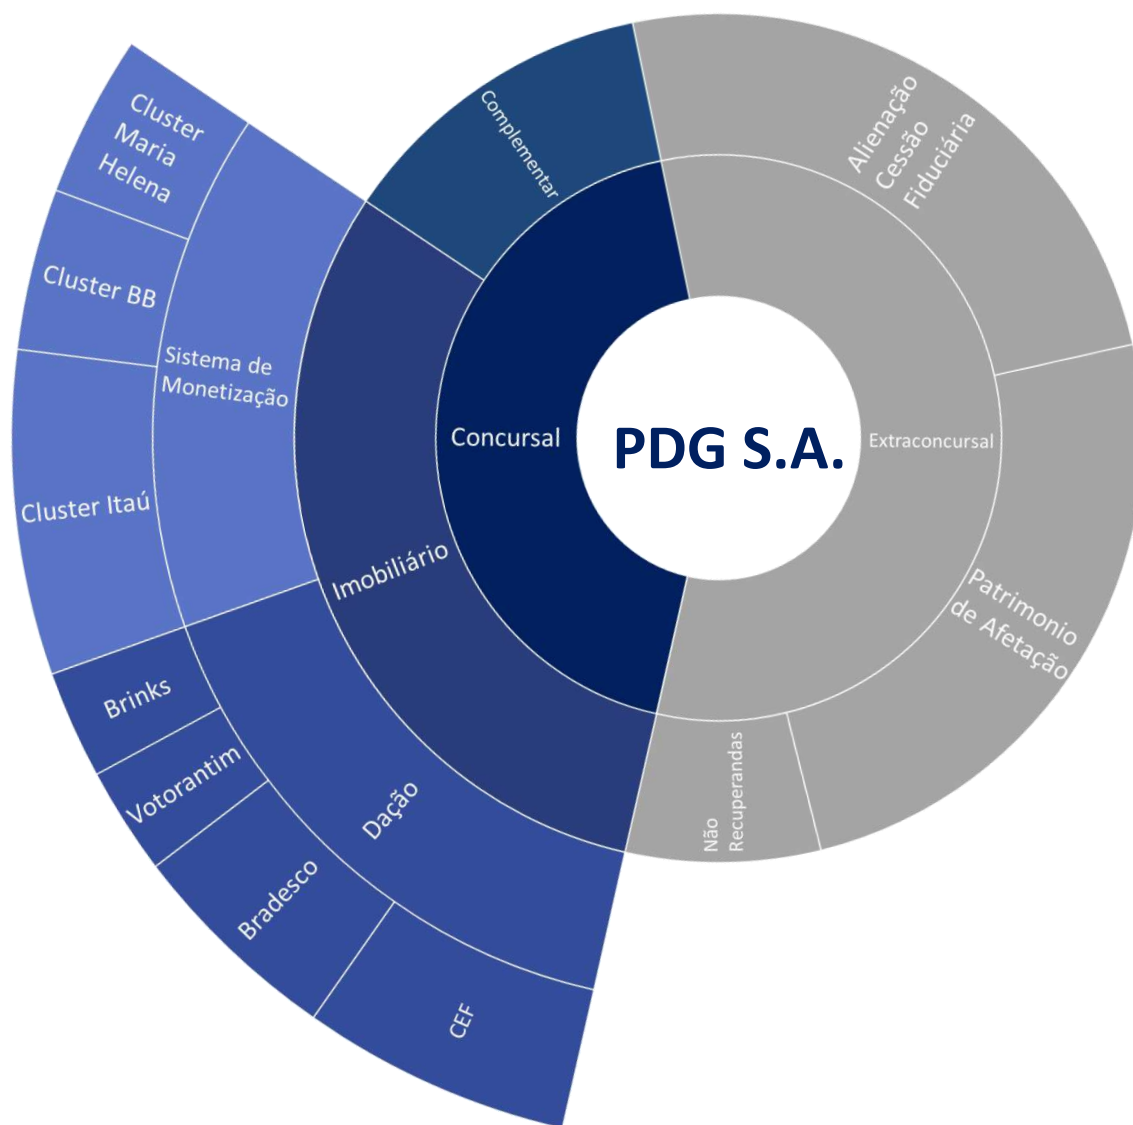 Cluster
Maria
Helena
Cluster BB
Cluster Itaú
Sistema de
Monetização
Brinks
Votorantim
Bradesco
CEF
Dação
Imobiliário
Complementar
Concursal
PDG S.A.
Extraconcursal
Alienação
Cessão
Fiduciária
Patrimonio
de Afetação
Não
Recuperandas